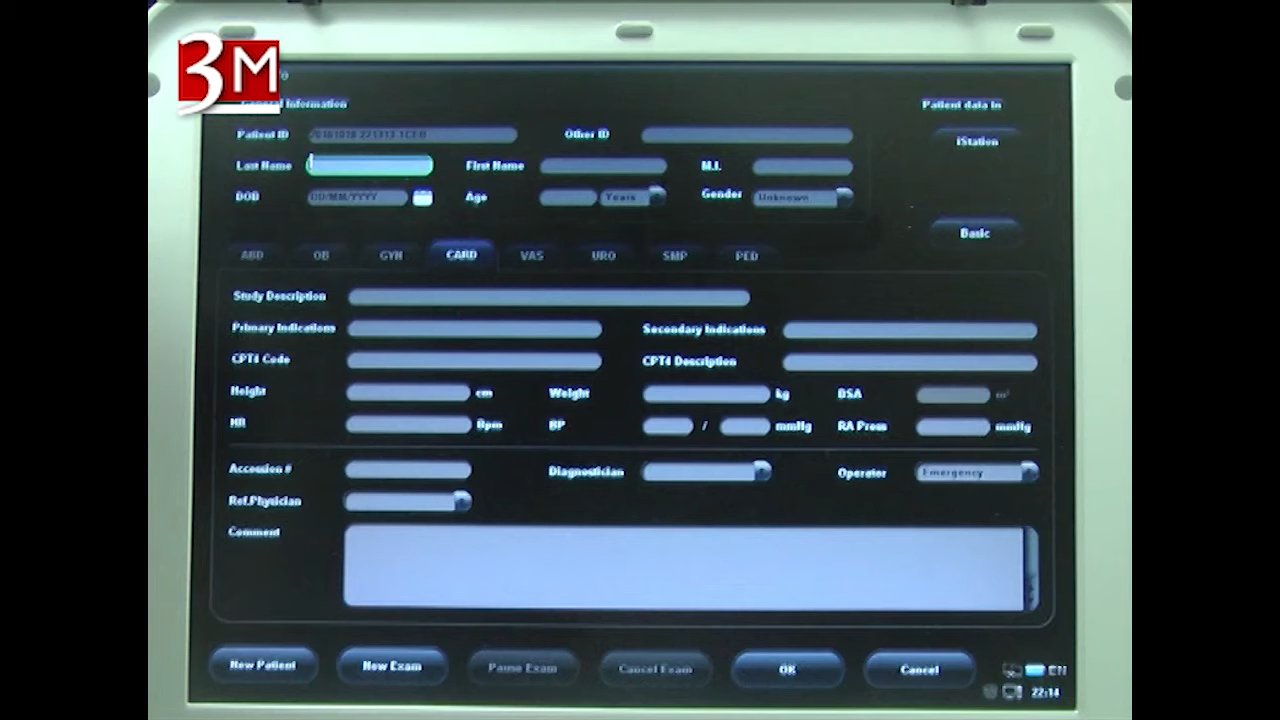 3M
General Information
Patient data In
Patient ID
Other ID
iStation
Last Name
First Name
M.I.
DOB
DD/MM/YYYY
Age
Years
Gender
Unknown
Basic
ABD
OB
GYN
CARD
VAS
URO
SMP
PED
Study Description
Primary Indications
Secondary Indications
CPT4 Code
CPT4 Description
Height
cm
Weight
kg
BSA
m²
HR
Bpm
BP
/
mmHg
RA Press
mmHg
Accession #
Diagnostician
Operator
Emergency
Ref.Physician
Comment
New Patient
New Exam
Pause Exam
Cancel Exam
OK
Cancel
EN
22:14